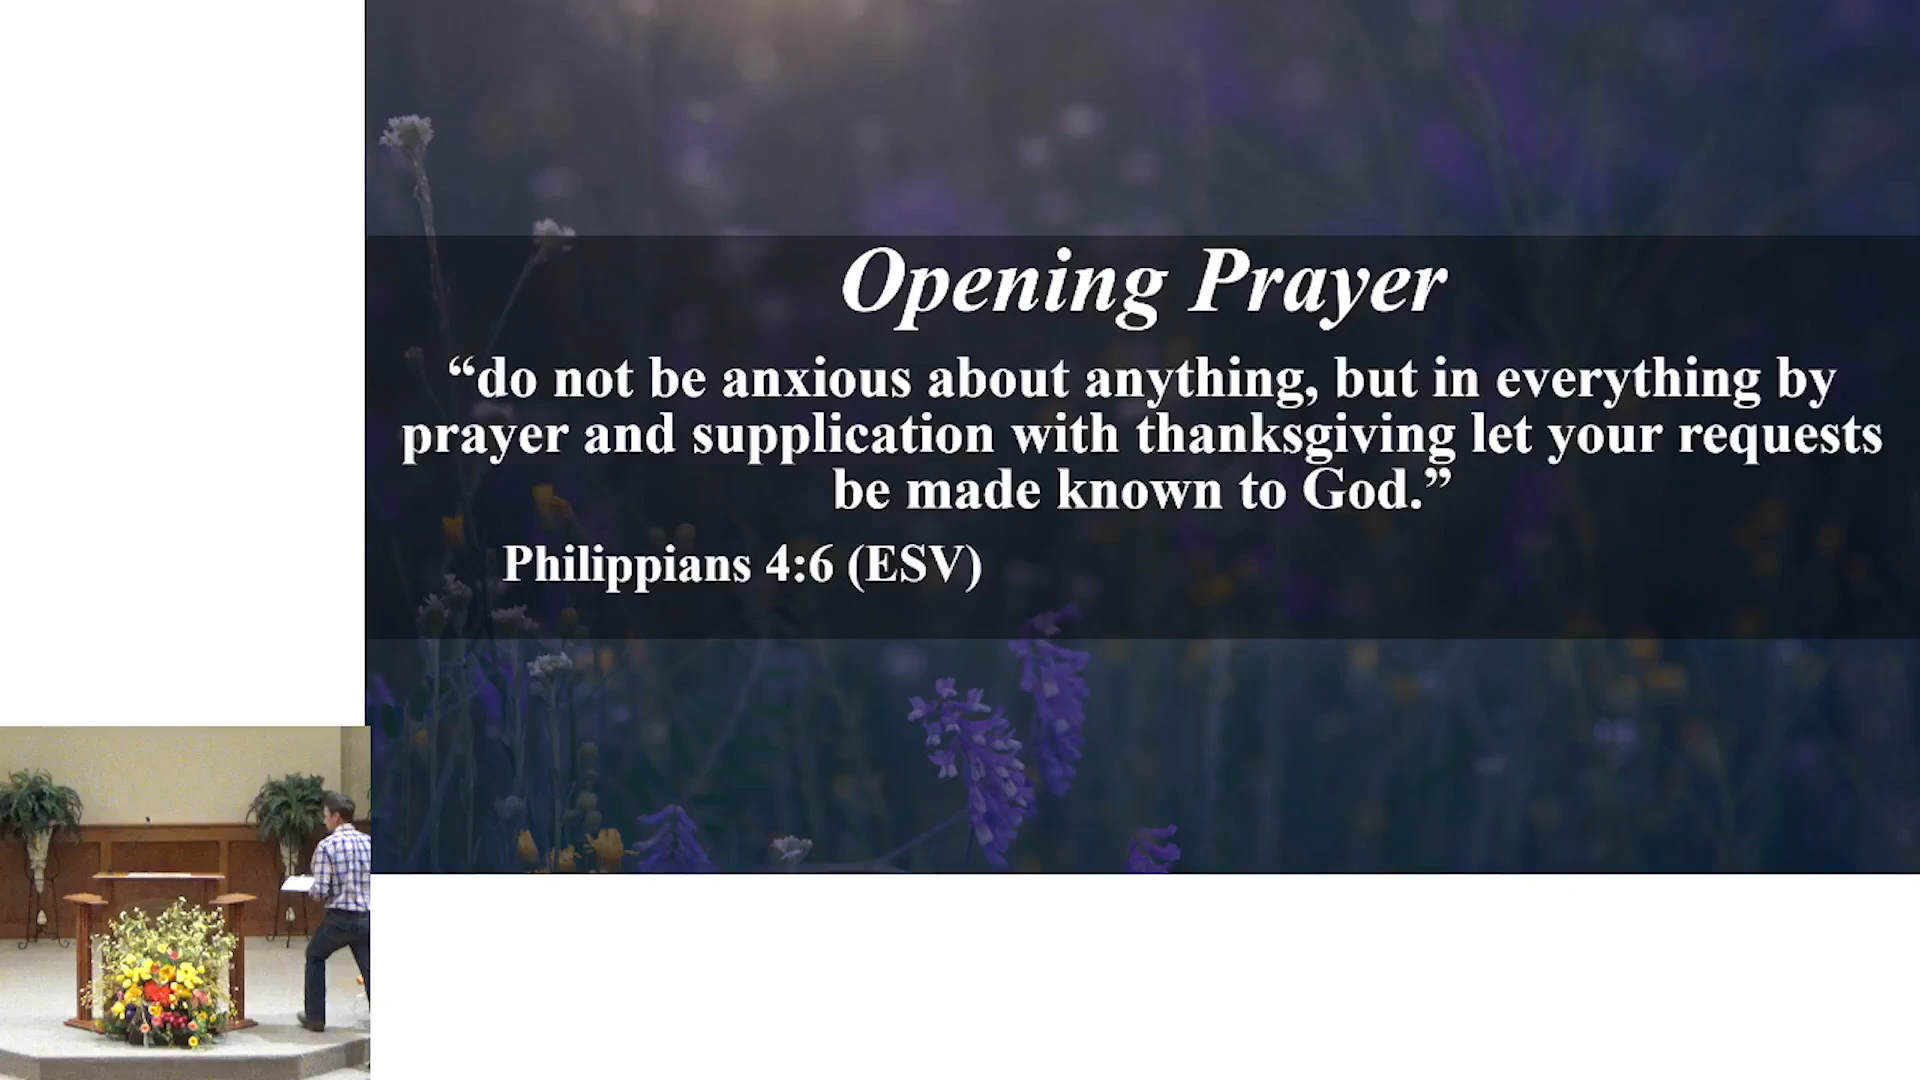 Opening Prayer
“do not be anxious about anything, but in everything by
prayer and supplication with thanksgiving let your requests
be made known to God.”
Philippians 4:6 (ESV)